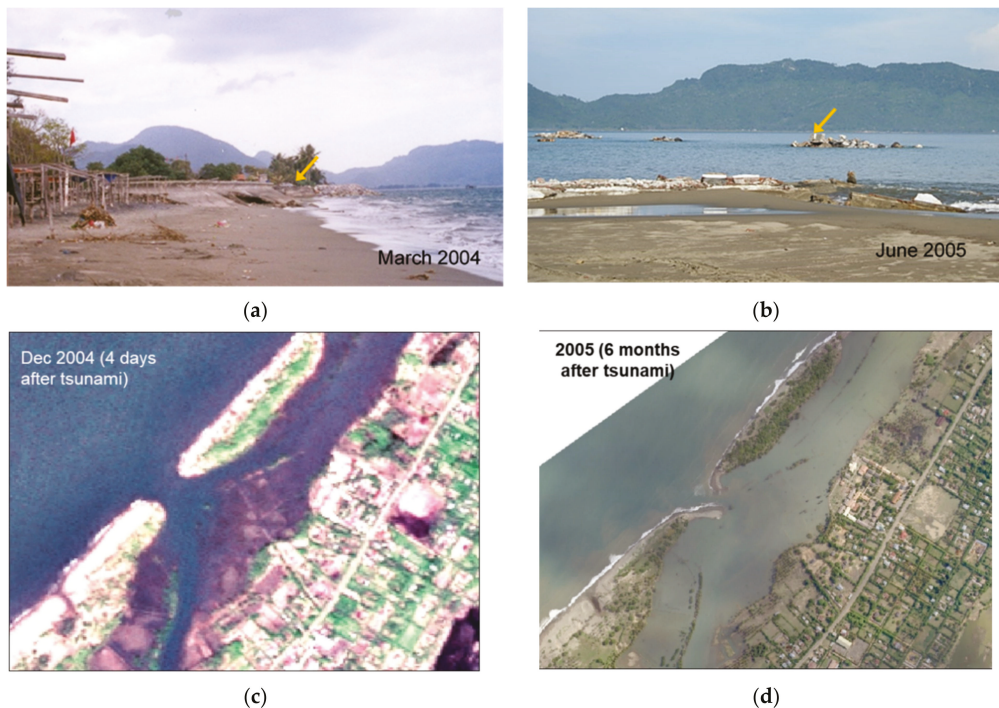 March 2004
June 2005
(a)
(b)
Dec 2004 (4 days
after tsunami)
2005 (6 months
after tsunami)
(c)
(d)